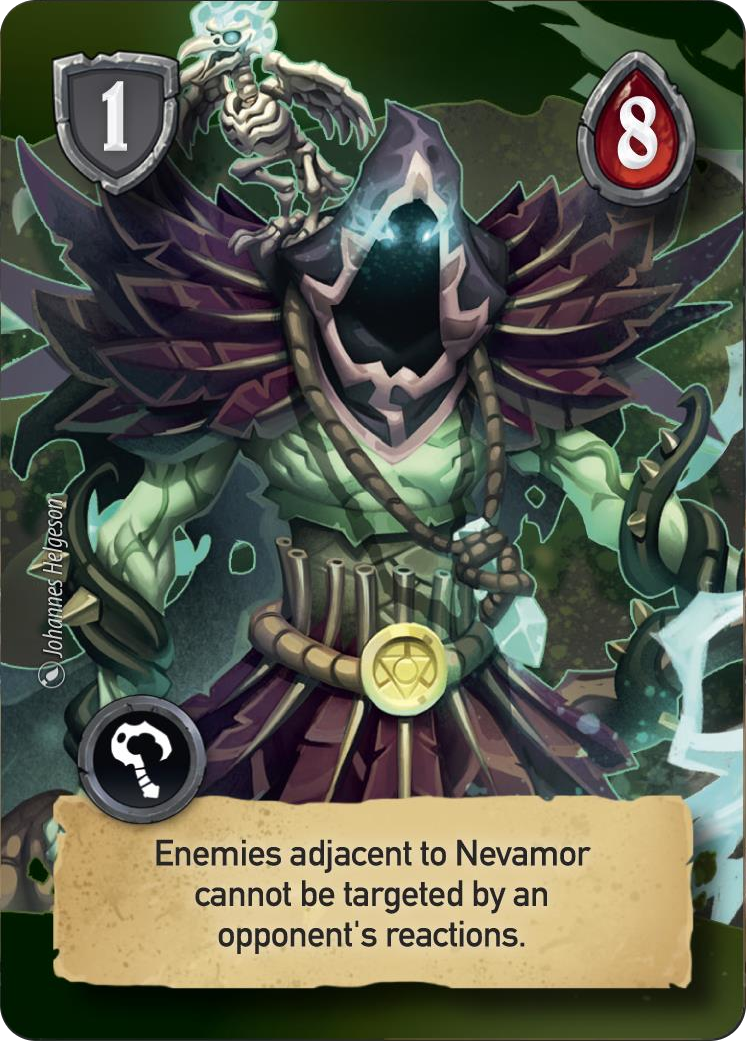 1
8
Johannes Helgeson
Enemies adjacent to Nevamor
cannot be targeted by an
opponent's reactions.